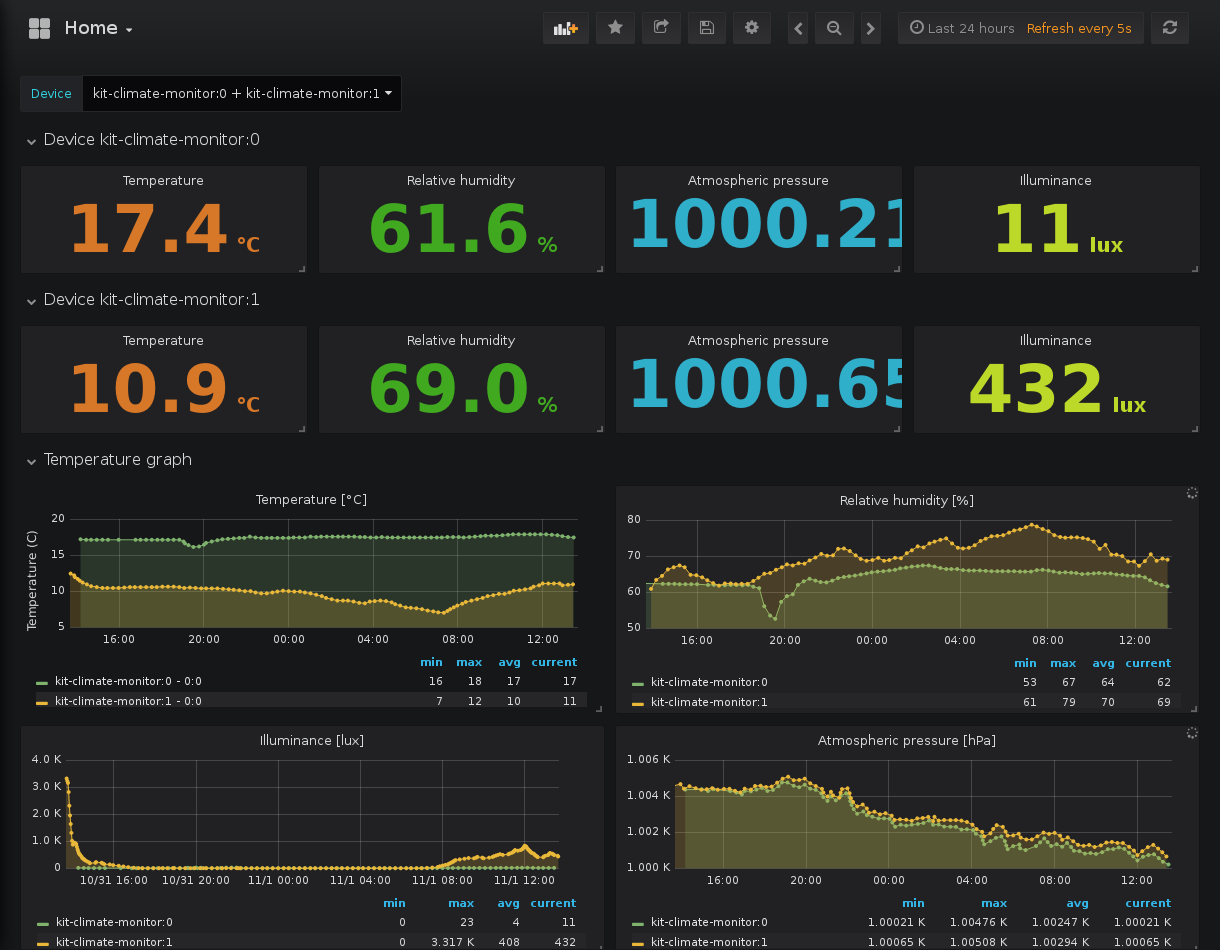 Home
Last 24 hours Refresh every 5s
Device kit-climate-monitor:0 + kit-climate-monitor:1
Device kit-climate-monitor:0
Temperature Relative humidity Atmospheric pressure Illuminance
17.4 °C 61.6 % 1000.21 11 lux
Device kit-climate-monitor:1
Temperature Relative humidity Atmospheric pressure Illuminance
10.9 °C 69.0 % 1000.65 432 lux
Temperature graph
Temperature [°C]
Temperature (C)
20
15
10
5
16:00 20:00 00:00 04:00 08:00 12:00
min max avg current
kit-climate-monitor:0 - 0:0 16 18 17 17
kit-climate-monitor:1 - 0:0 7 12 10 11
Relative humidity [%]
80
70
60
50
16:00 20:00 00:00 04:00 08:00 12:00
min max avg current
kit-climate-monitor:0 53 67 64 62
kit-climate-monitor:1 61 79 70 69
Illuminance [lux]
4.0 K
3.0 K
2.0 K
1.0 K
0
10/31 16:00 10/31 20:00 11/1 00:00 11/1 04:00 11/1 08:00 11/1 12:00
min max avg current
kit-climate-monitor:0 0 23 4 11
kit-climate-monitor:1 0 3.317 K 408 432
Atmospheric pressure [hPa]
1.006 K
1.004 K
1.002 K
1.000 K
16:00 20:00 00:00 04:00 08:00 12:00
min max avg current
kit-climate-monitor:0 1.00021 K 1.00476 K 1.00247 K 1.00021 K
kit-climate-monitor:1 1.00065 K 1.00508 K 1.00294 K 1.00065 K